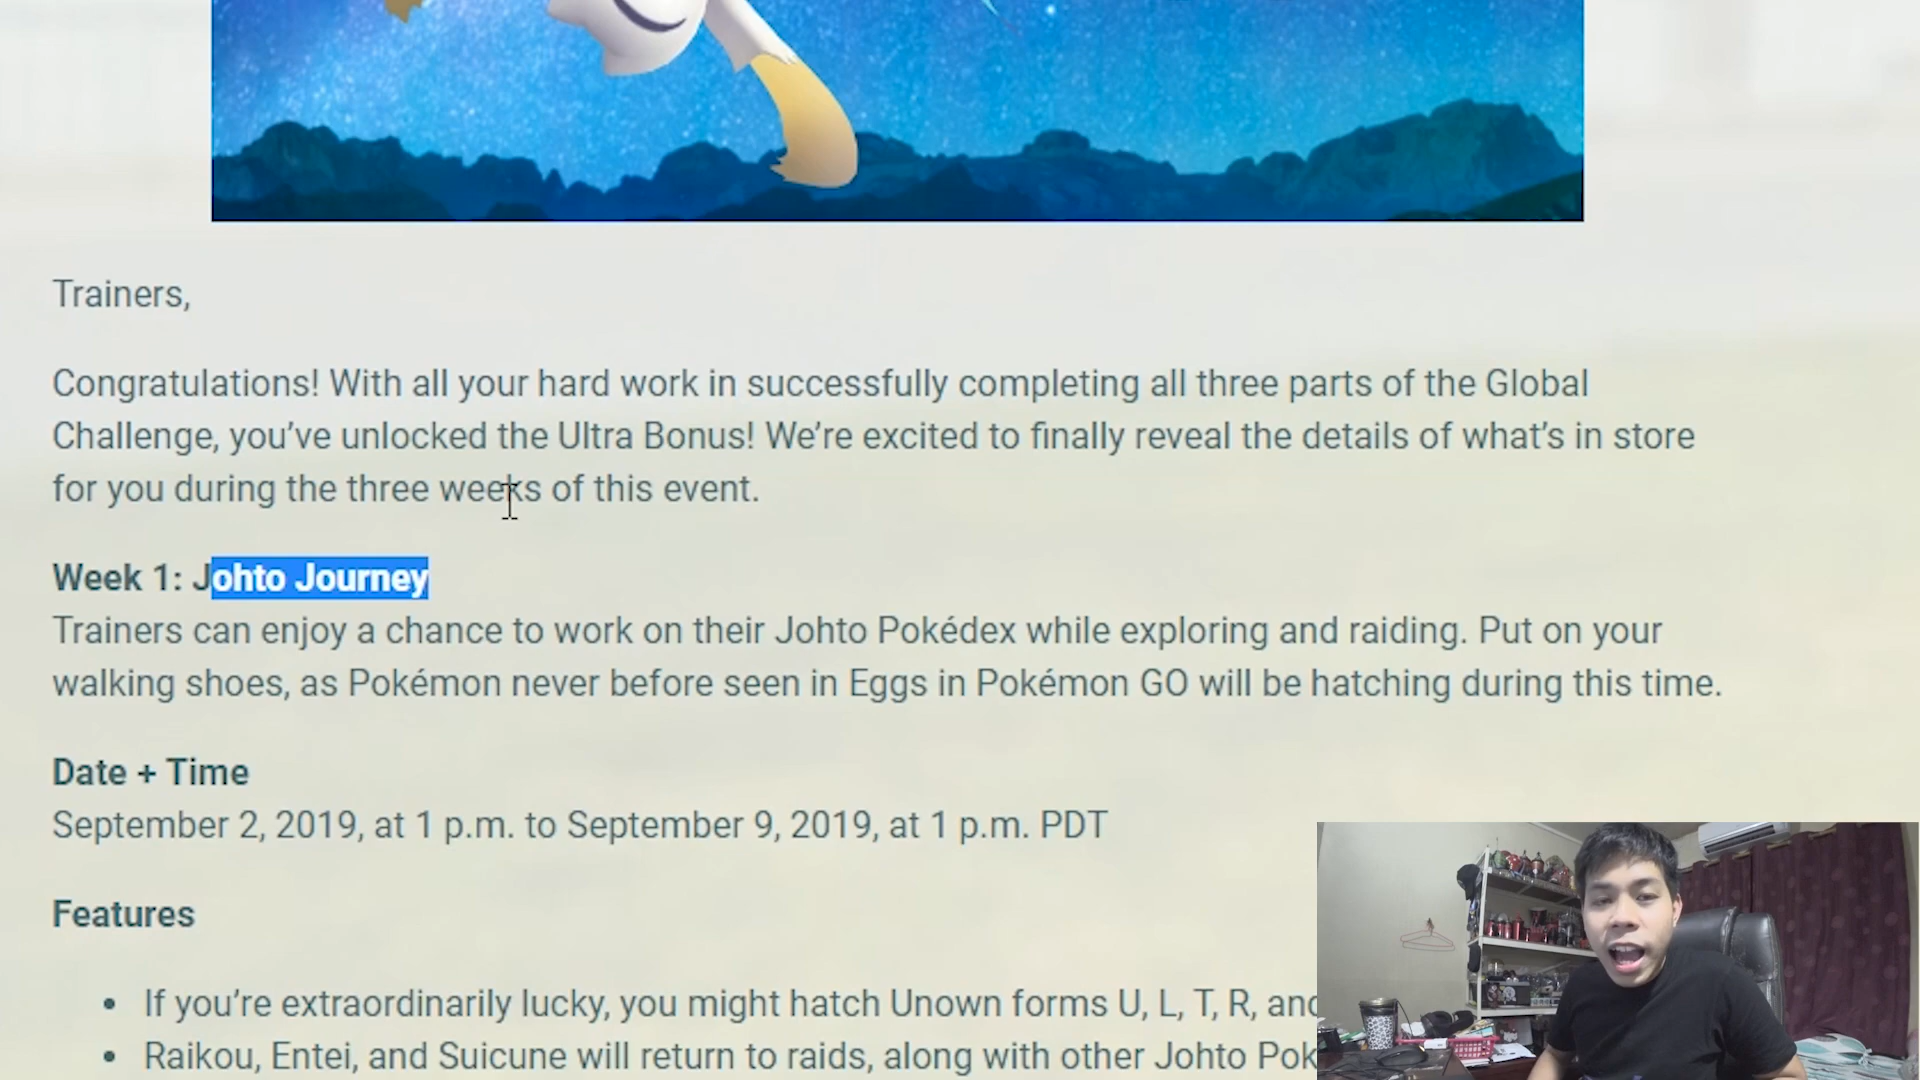 Trainers,
Congratulations! With all your hard work in successfully completing all three parts of the Global
Challenge, you’ve unlocked the Ultra Bonus! We’re excited to finally reveal the details of what’s in store
for you during the three weeks of this event.
Week 1: Johto Journey
Trainers can enjoy a chance to work on their Johto Pokédex while exploring and raiding. Put on your
walking shoes, as Pokémon never before seen in Eggs in Pokémon GO will be hatching during this time.
Date + Time
September 2, 2019, at 1 p.m. to September 9, 2019, at 1 p.m. PDT
Features
• If you’re extraordinarily lucky, you might hatch Unown forms U, L, T, R, and
• Raikou, Entei, and Suicune will return to raids, along with other Johto